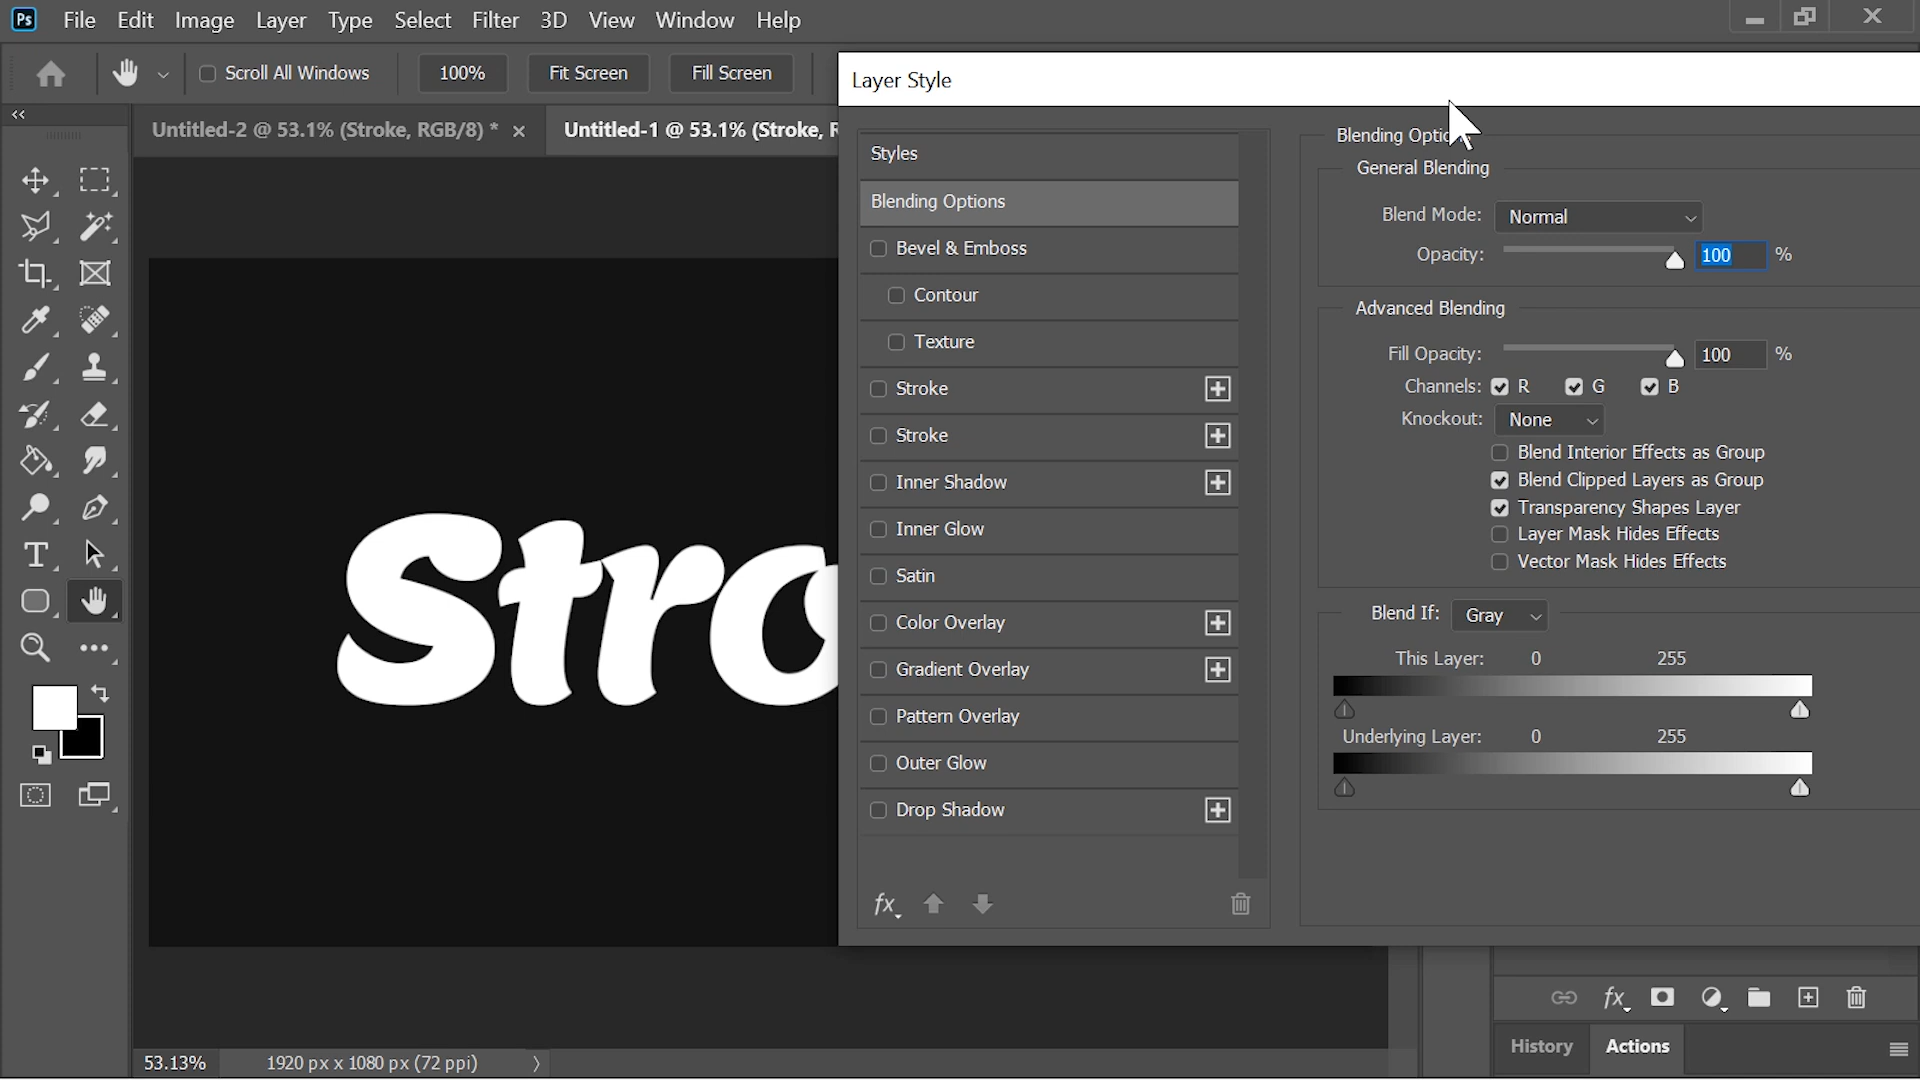 Ps File Edit Image Layer Type Select Filter 3D View Window Help
Scroll All Windows 100% Fit Screen Fill Screen
Layer Style
Untitled-2 @ 53.1% (Stroke, RGB/8) * Untitled-1 @ 53.1% (Stroke, R
Styles
Blending Options
Bevel & Emboss
Contour
Texture
Stroke
Stroke
Inner Shadow
Inner Glow
Satin
Color Overlay
Gradient Overlay
Pattern Overlay
Outer Glow
Drop Shadow
fx
Blending Optio
General Blending
Blend Mode: Normal
Opacity: 100 %
Advanced Blending
Fill Opacity: 100 %
Channels: R G B
Knockout: None
Blend Interior Effects as Group
Blend Clipped Layers as Group
Transparency Shapes Layer
Layer Mask Hides Effects
Vector Mask Hides Effects
Blend If: Gray
This Layer: 0 255
Underlying Layer: 0 255
Stro
T
fx
History Actions
53.13% 1920 px x 1080 px (72 ppi)